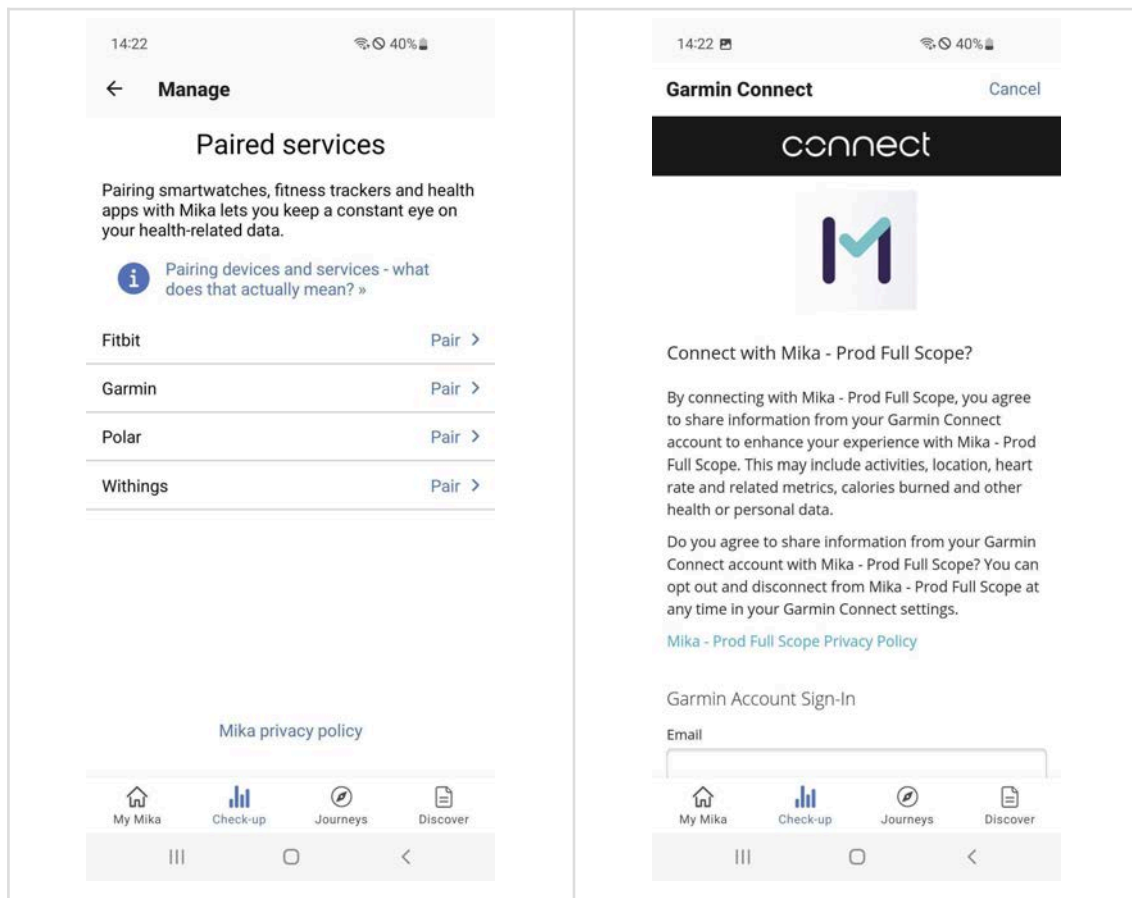 14:22
40%
Manage
Paired services
Pairing smartwatches, fitness trackers and health
apps with Mika lets you keep a constant eye on
your health-related data.
i
Pairing devices and services - what
does that actually mean? »
Fitbit Pair
Garmin Pair
Polar Pair
Withings Pair
Mika privacy policy
My Mika Check-up Journeys Discover
14:22
40%
Garmin Connect Cancel
connect
M
Connect with Mika - Prod Full Scope?
By connecting with Mika - Prod Full Scope, you agree
to share information from your Garmin Connect
account to enhance your experience with Mika - Prod
Full Scope. This may include activities, location, heart
rate and related metrics, calories burned and other
health or personal data.
Do you agree to share information from your Garmin
Connect account with Mika - Prod Full Scope? You can
opt out and disconnect from Mika - Prod Full Scope at
any time in your Garmin Connect settings.
Mika - Prod Full Scope Privacy Policy
Garmin Account Sign-In
Email
My Mika Check-up Journeys Discover